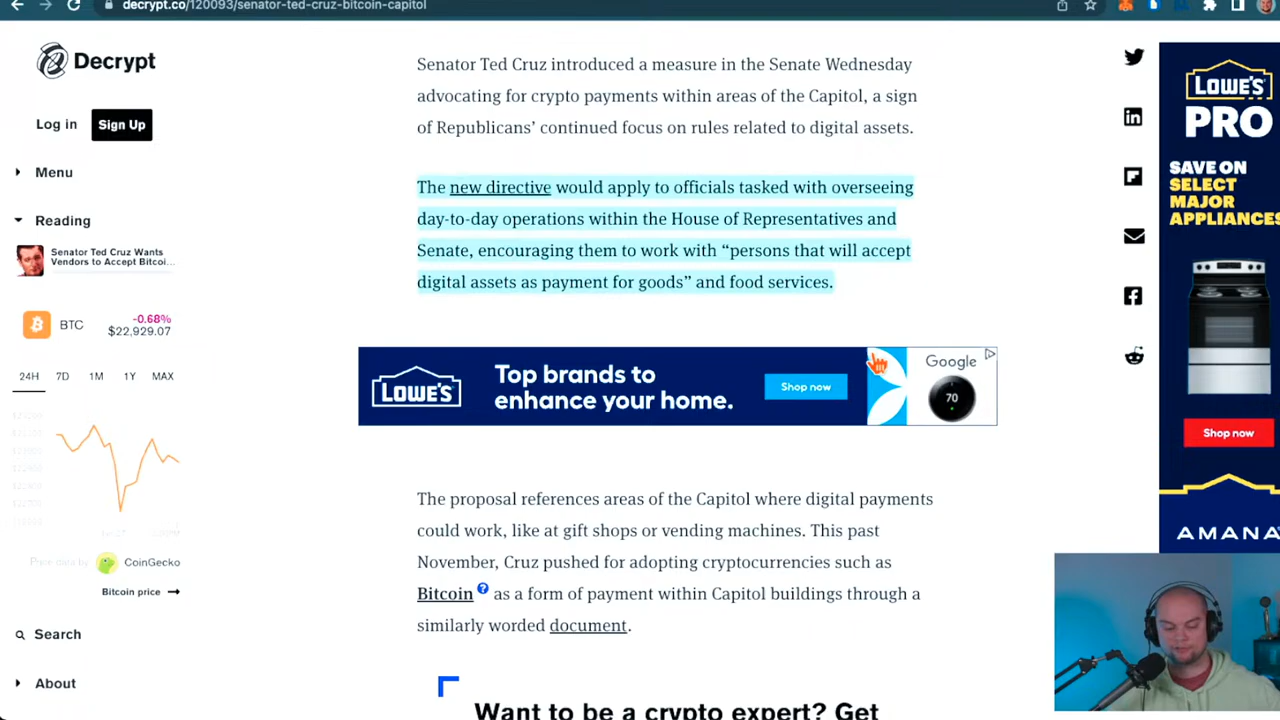 decrypt.co/120093/senator-ted-cruz-bitcoin-capitol
Decrypt
Log in
Sign Up
Menu
Reading
Senator Ted Cruz Wants
Vendors to Accept Bitcoi...
BTC
-0.68%
$22,929.07
24H 7D 1M 1Y MAX
Price data by CoinGecko
Bitcoin price
Search
About
Senator Ted Cruz introduced a measure in the Senate Wednesday
advocating for crypto payments within areas of the Capitol, a sign
of Republicans’ continued focus on rules related to digital assets.
The new directive would apply to officials tasked with overseeing
day-to-day operations within the House of Representatives and
Senate, encouraging them to work with “persons that will accept
digital assets as payment for goods” and food services.
LOWE'S
Top brands to
enhance your home.
Shop now
Google
70
The proposal references areas of the Capitol where digital payments
could work, like at gift shops or vending machines. This past
November, Cruz pushed for adopting cryptocurrencies such as
Bitcoin ? as a form of payment within Capitol buildings through a
similarly worded document.
Want to be a crypto expert? Get
LOWE'S
PRO
SAVE ON
SELECT
MAJOR
APPLIANCES
Shop now
AMANA